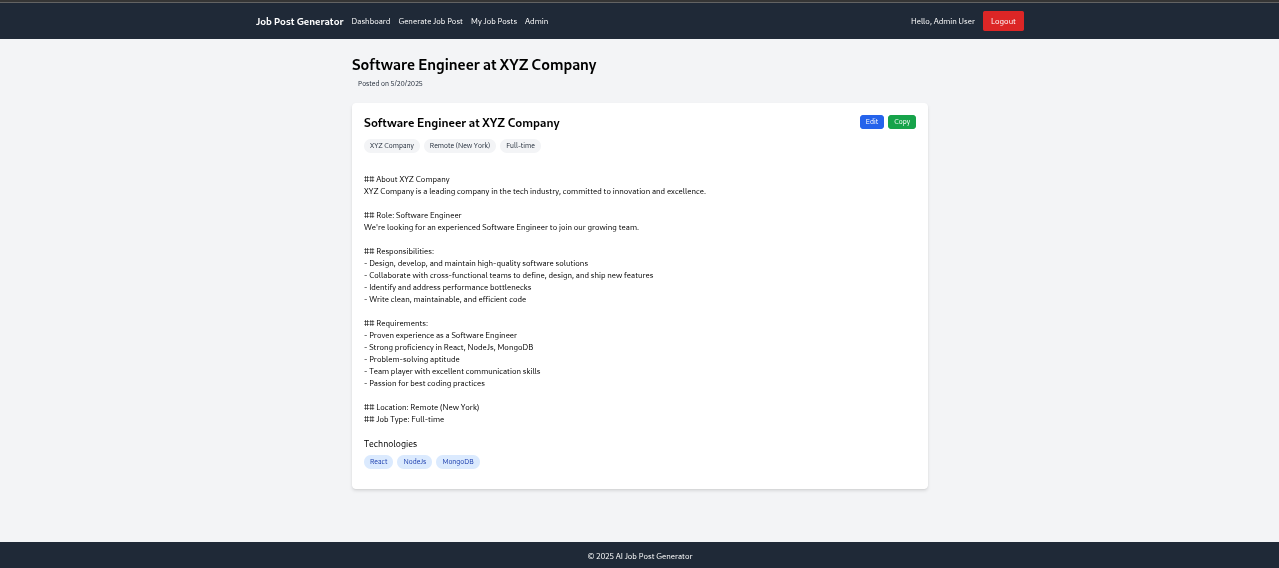 Job Post Generator Dashboard Generate Job Post My Job Posts Admin Hello, Admin User Logout
Software Engineer at XYZ Company
Posted on 5/20/2025
Software Engineer at XYZ Company Edit Copy
XYZ Company Remote (New York) Full-time
## About XYZ Company
XYZ Company is a leading company in the tech industry, committed to innovation and excellence.
## Role: Software Engineer
We're looking for an experienced Software Engineer to join our growing team.
## Responsibilities:
- Design, develop, and maintain high-quality software solutions
- Collaborate with cross-functional teams to define, design, and ship new features
- Identify and address performance bottlenecks
- Write clean, maintainable, and efficient code
## Requirements:
- Proven experience as a Software Engineer
- Strong proficiency in React, NodeJs, MongoDB
- Problem-solving aptitude
- Team player with excellent communication skills
- Passion for best coding practices
## Location: Remote (New York)
## Job Type: Full-time
Technologies
React NodeJs MongoDB
© 2025 AI Job Post Generator